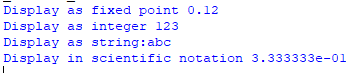 Display as fixed point 0.12
Display as integer 123
Display as string:abc
Display in scientific notation 3.333333e-01